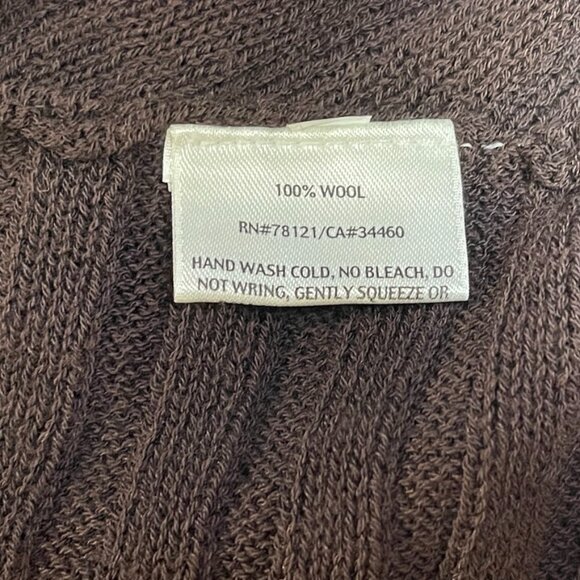 100% WOOL
RN#78121/CA#34460
HAND WASH COLD, NO BLEACH, DO
NOT WRING, GENTLY SQUEEZE OR